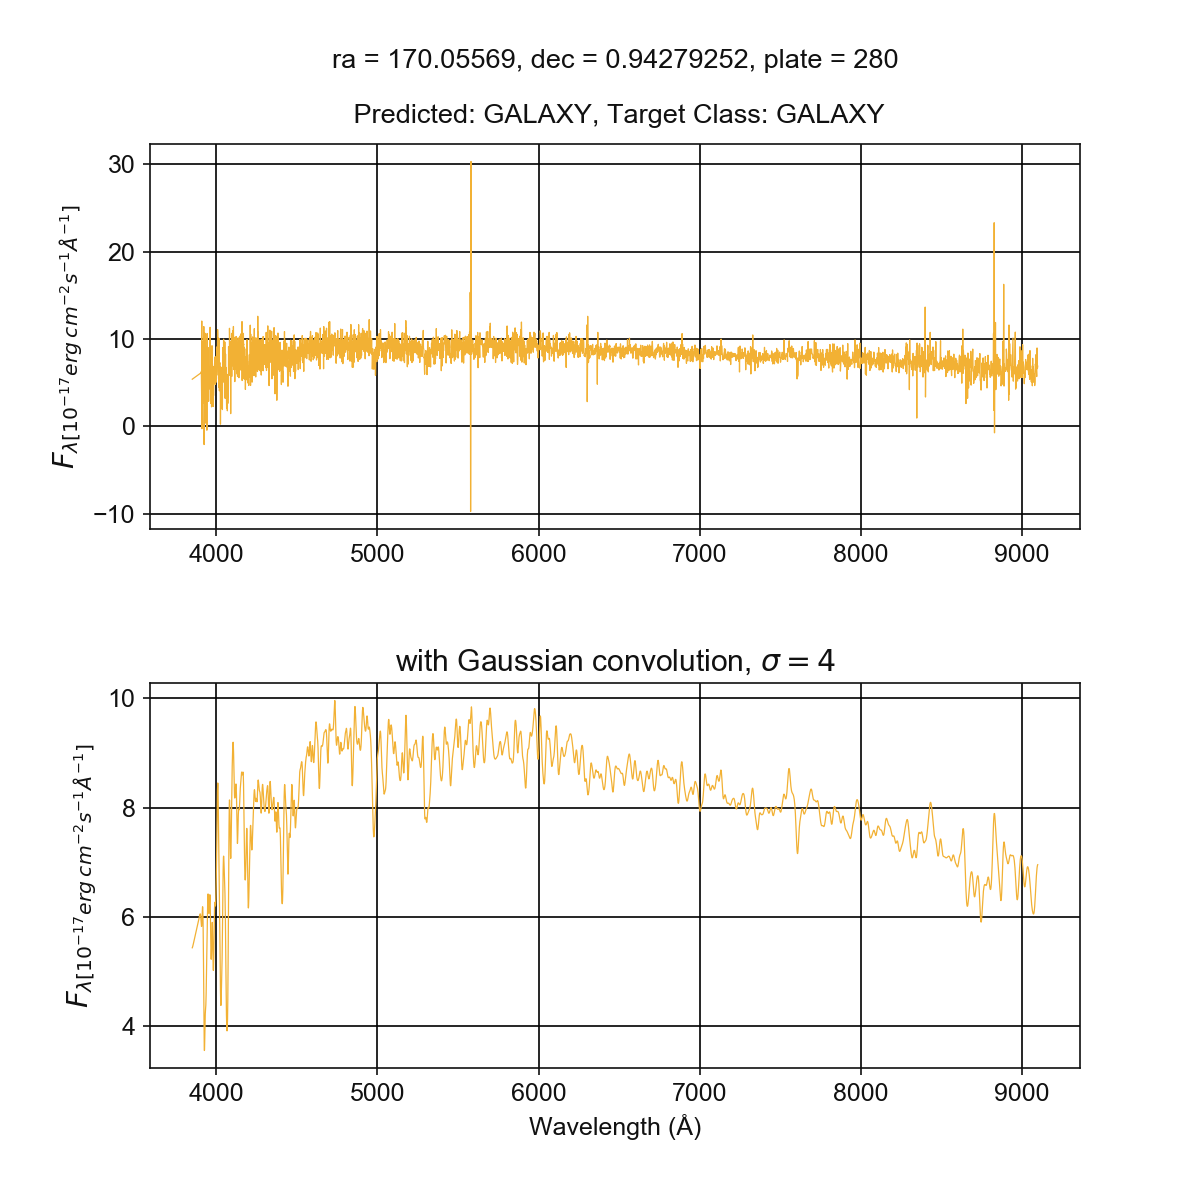 ra = 170.05569, dec = 0.94279252, plate = 280
Predicted: GALAXY, Target Class: GALAXY
30
20
10
0
−10
F_λ[10^−17 erg cm^−2 s^−1 Å^−1]
4000 5000 6000 7000 8000 9000
with Gaussian convolution, σ = 4
10
8
6
4
F_λ[10^−17 erg cm^−2 s^−1 Å^−1]
4000 5000 6000 7000 8000 9000
Wavelength (Å)